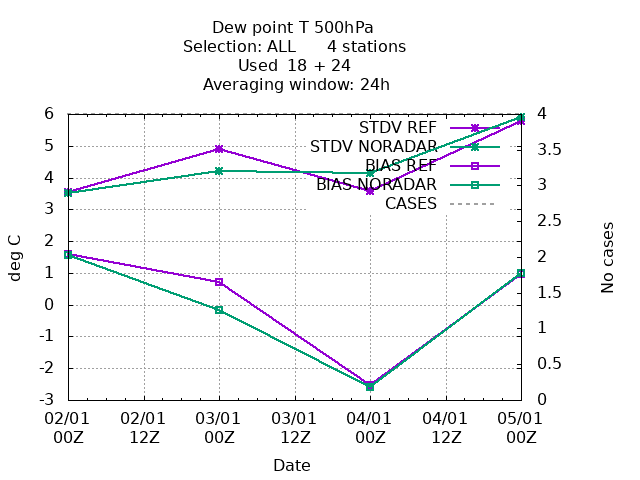 Dew point T 500hPa
Selection: ALL 4 stations
Used 18 + 24
Averaging window: 24h
6
5
4
3
2
1
0
-1
-2
-3
deg C
4
3.5
3
2.5
2
1.5
1
0.5
0
No cases
STDV REF
STDV NORADAR
BIAS REF
BIAS NORADAR
CASES
02/01 02/01 03/01 03/01 04/01 04/01 05/01
00Z 12Z 00Z 12Z 00Z 12Z 00Z
Date